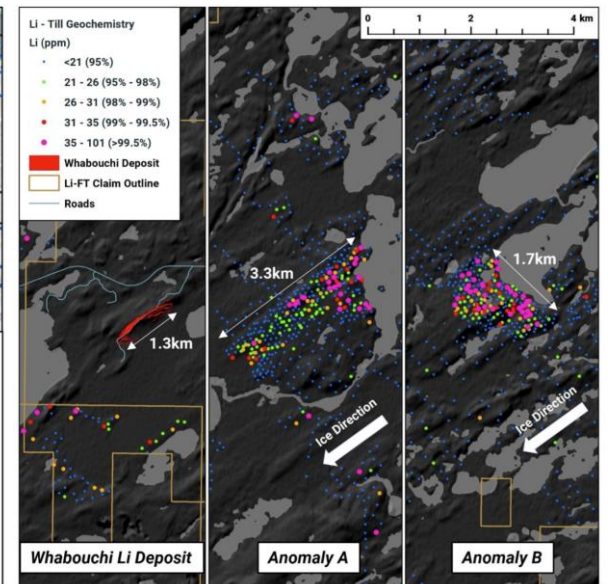 Li - Till Geochemistry
Li (ppm)
<21 (95%)
21 - 26 (95% - 98%)
26 - 31 (98% - 99%)
31 - 35 (99% - 99.5%)
35 - 101 (>99.5%)
Whabouchi Deposit
Li-FT Claim Outline
Roads
0 1 2 4 km
3.3km
1.7km
1.3km
Ice Direction
Ice Direction
Whabouchi Li Deposit
Anomaly A
Anomaly B